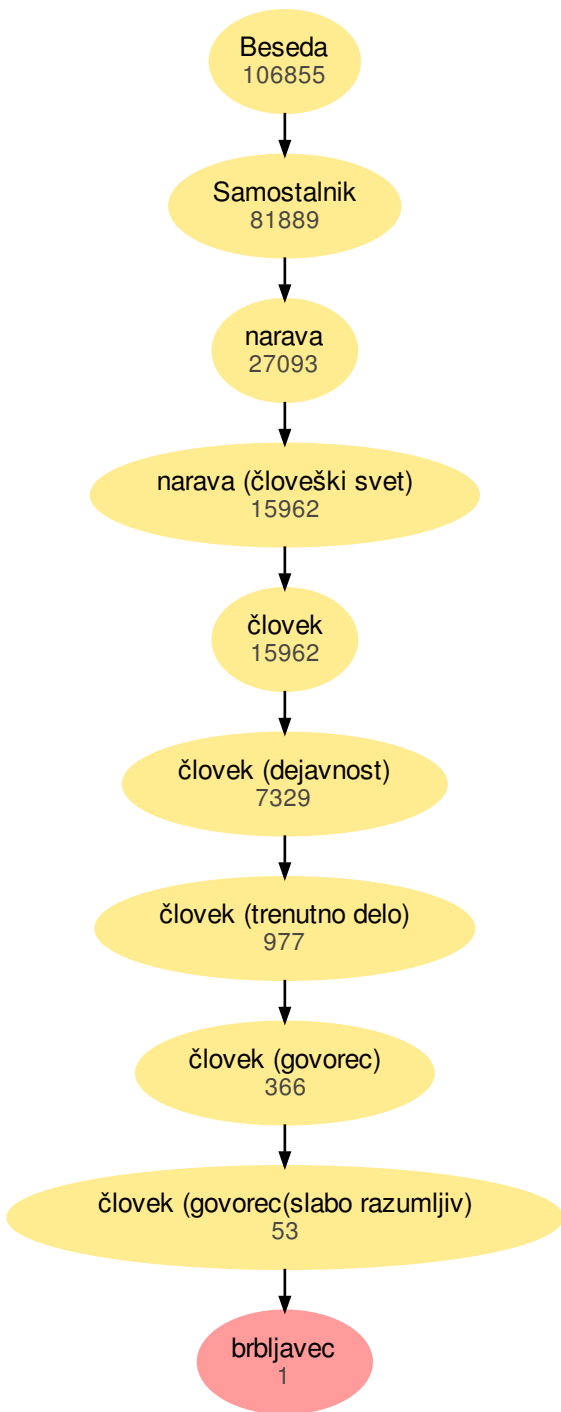 Beseda
106855
Samostalnik
81889
narava
27093
narava (človeški svet)
15962
človek
15962
človek (dejavnost)
7329
človek (trenutno delo)
977
človek (govorec)
366
človek (govorec(slabo razumljiv)
53
brbljavec
1